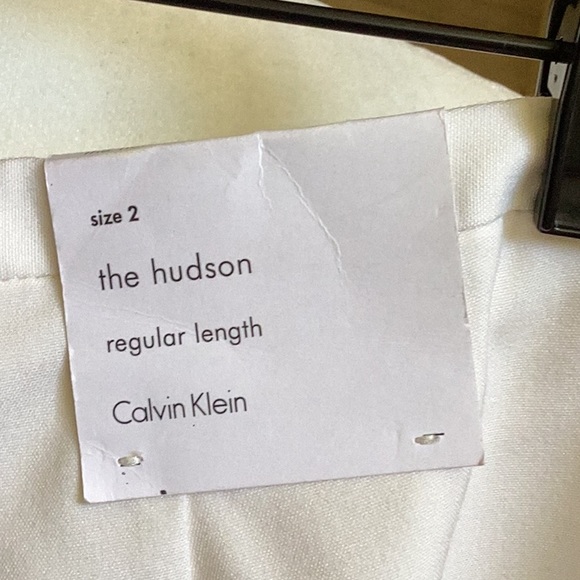 size 2
the hudson
regular length
Calvin Klein